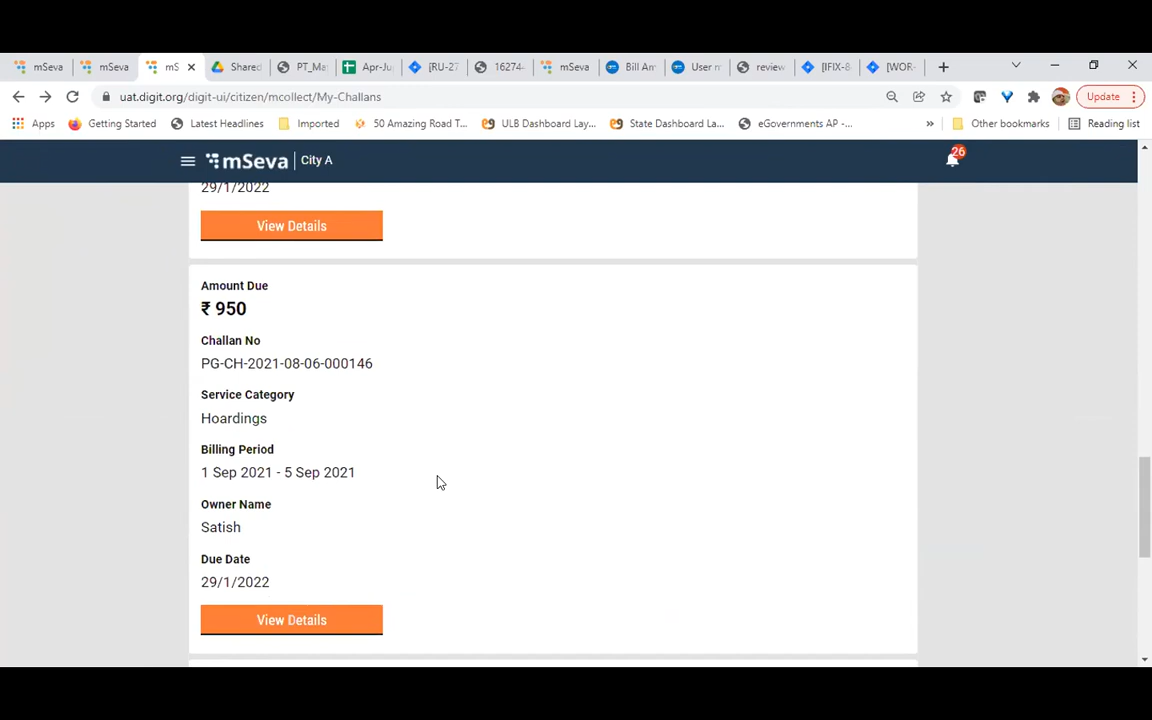 mSeva
mS
Shared
PT_Ma
Apr-Ju
[RU-27
16274-
mSeva
Bill Am
User m
review
[IFIX-8
[WOR-
uat.digit.org/digit-ui/citizen/mcollect/My-Challans
Update
Apps
Getting Started
Latest Headlines
Imported
50 Amazing Road T...
ULB Dashboard Lay...
State Dashboard La...
eGovernments AP -...
»
Other bookmarks
Reading list
mSeva | City A
26
29/1/2022
View Details
Amount Due
₹ 950
Challan No
PG-CH-2021-08-06-000146
Service Category
Hoardings
Billing Period
1 Sep 2021 - 5 Sep 2021
Owner Name
Satish
Due Date
29/1/2022
View Details